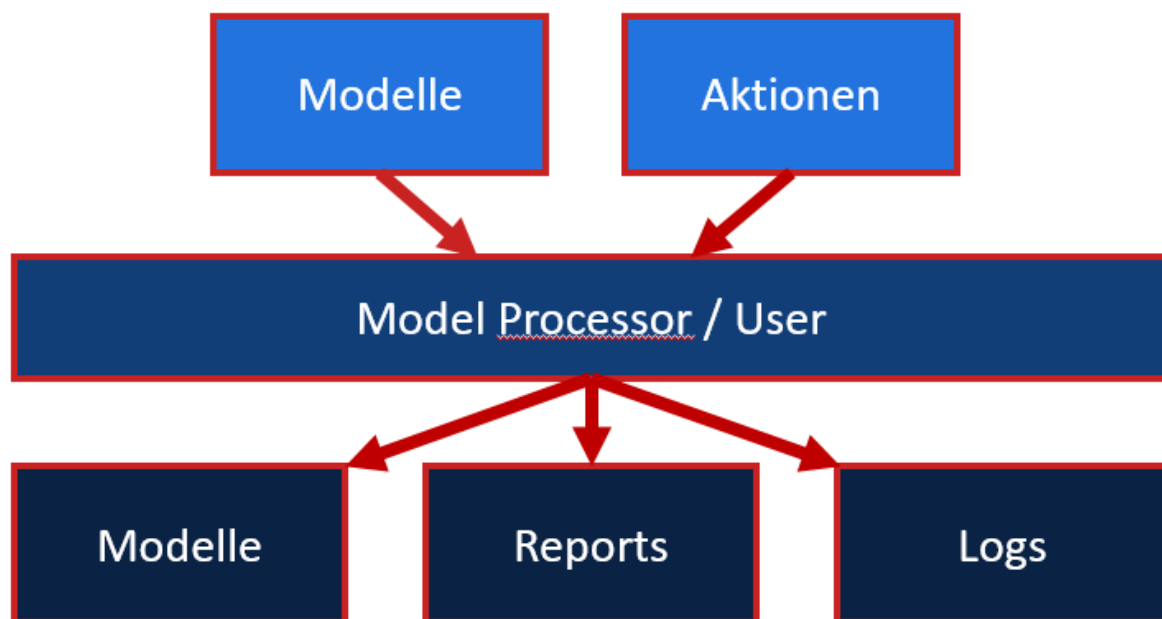 Modelle
Aktionen
Model Processor / User
Modelle
Reports
Logs